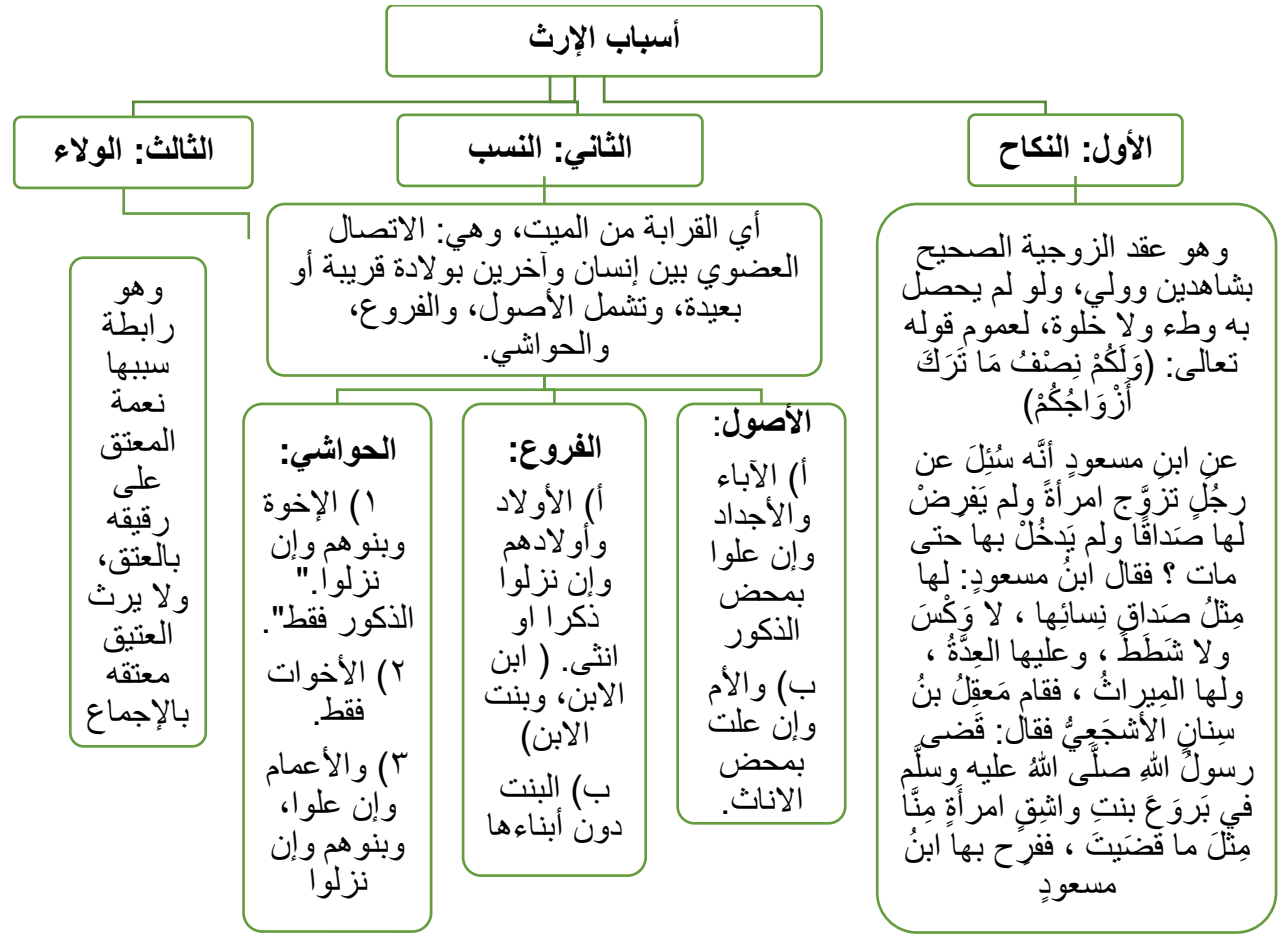 أسباب الإرث
الأول: النكاح
وهو عقد الزوجية الصحيح
بشاهدين وولي، ولو لم يحصل
به وطء ولا خلوة، لعموم قوله
تعالى: (وَلَكُمْ نِصْفُ مَا تَرَكَ
أَزْوَاجُكُمْ)
عنِ ابنِ مسعودٍ أنَّه سُئِلَ عن
رجُلٍ تزوَّج امرأةً ولم يَفرِضْ
لها صَداقًا ولم يَدخُلْ بها حتى
مات ؟ فقال ابنُ مسعودٍ: لها
مِثلُ صَداقِ نِسائِها ، لا وَكْسَ
ولا شَطَطَ ، وعليها العِدَّةُ ،
ولها المِيراثُ ، فقام مَعقِلُ بنُ
سِنانٍ الأشجَعِيُّ فقال: قَضى
رسولُ اللهِ صلَّى اللهُ عليه وسلَّم
في بَروَعَ بنتِ واشِقٍ امرأةٍ مِنَّا
مِثلَ ما قضَيتَ ، ففرِح بها ابنُ
مسعودٍ
الثاني: النسب
أي القرابة من الميت، وهي: الاتصال
العضوي بين إنسان وآخرين بولادة قريبة أو
بعيدة، وتشمل الأصول، والفروع،
والحواشي.
الأصول:
أ) الآباء
والأجداد
وإن علوا
بمحض
الذكور
ب) والأم
وإن علت
بمحض
الاناث.
الفروع:
أ) الأولاد
وأولادهم
وإن نزلوا
ذكرا او
انثى. ( ابن
الابن، وبنت
الابن)
ب) البنت
دون أبناءها
الحواشي:
١) الإخوة
وبنوهم وإن
نزلوا."
الذكور فقط".
٢) الأخوات
فقط.
٣) والأعمام
وإن علوا،
وبنوهم وإن
نزلوا
الثالث: الولاء
وهو
رابطة
سببها
نعمة
المعتق
على
رقيقه
بالعتق،
ولا يرث
العتيق
معتقه
بالإجماع